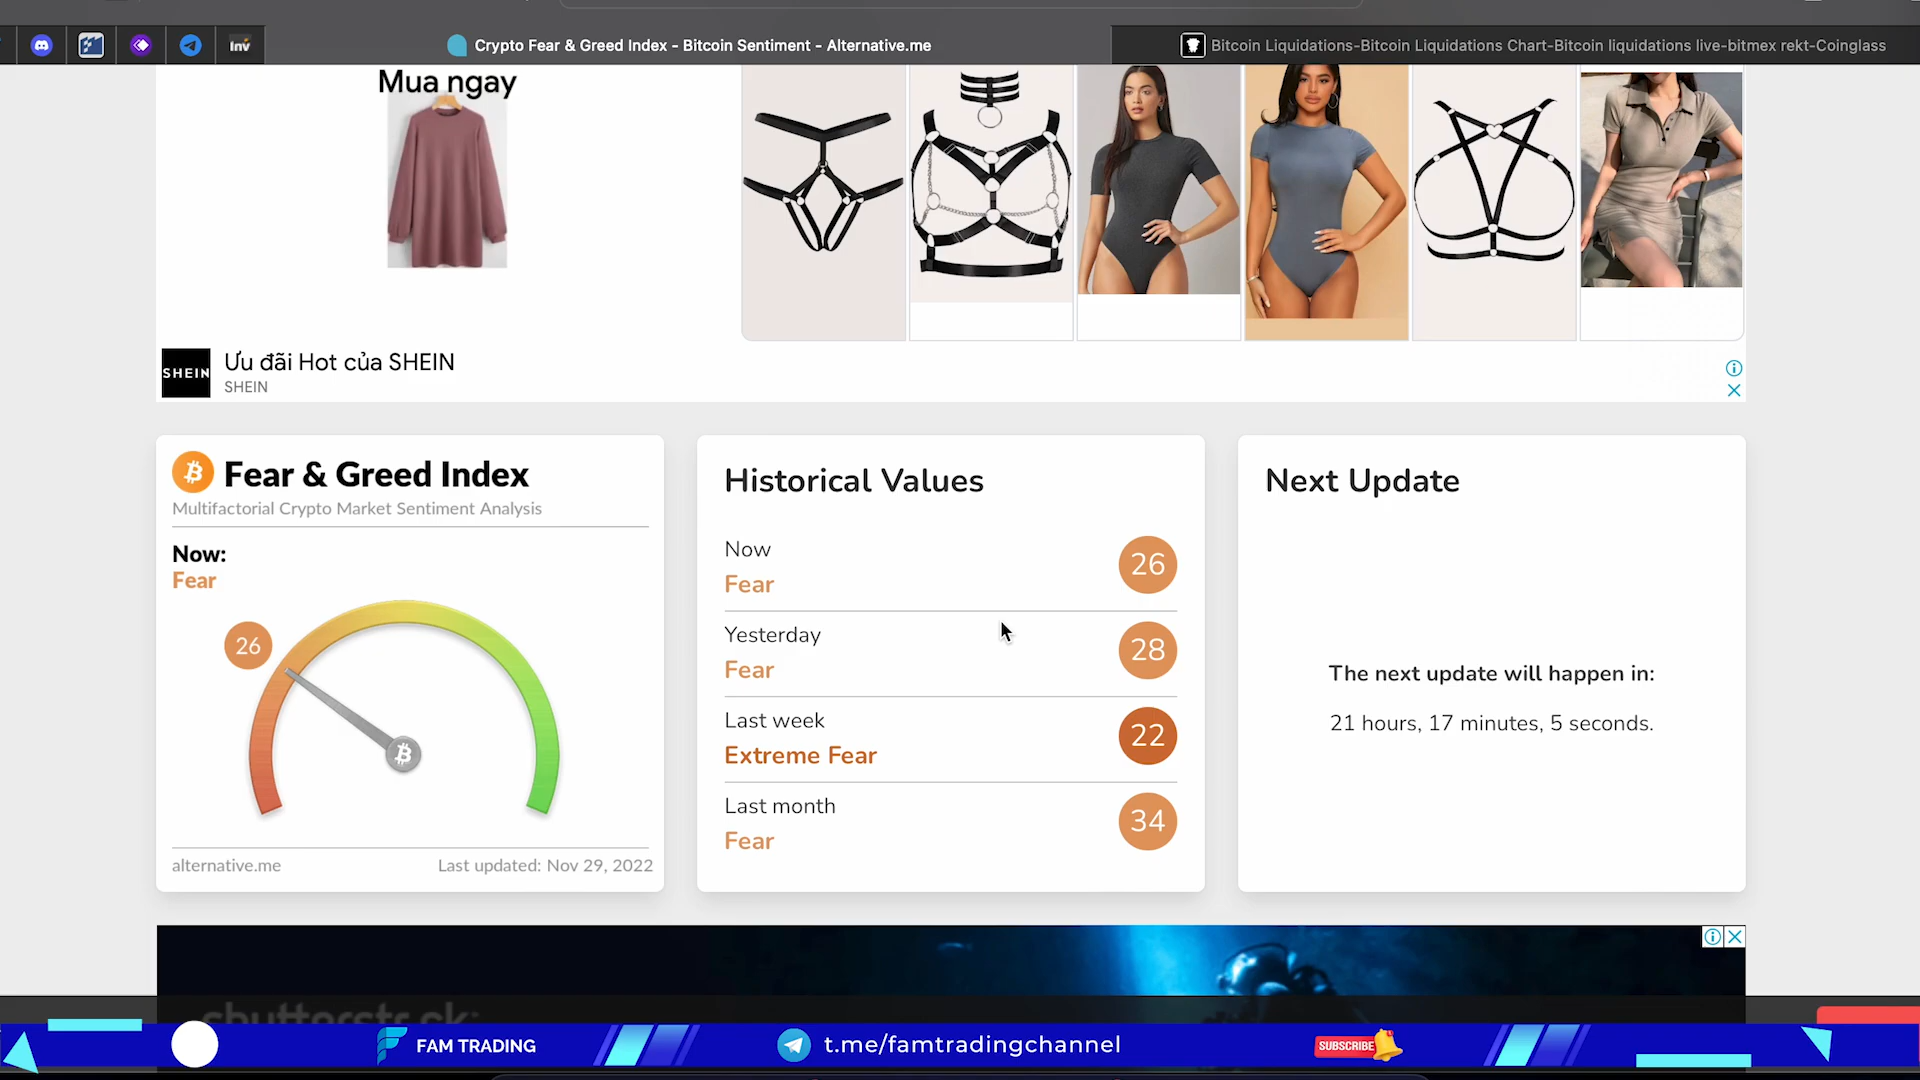 Inv
Crypto Fear & Greed Index - Bitcoin Sentiment - Alternative.me
Bitcoin Liquidations-Bitcoin Liquidations Chart-Bitcoin liquidations live-bitmex rekt-Coinglass
Mua ngay
SHEIN
Ưu đãi Hot của SHEIN
SHEIN
Fear & Greed Index
Multifactorial Crypto Market Sentiment Analysis
Now:
Fear
26
alternative.me
Last updated: Nov 29, 2022
Historical Values
Now
Fear
26
Yesterday
Fear
28
Last week
Extreme Fear
22
Last month
Fear
34
Next Update
The next update will happen in:
21 hours, 17 minutes, 5 seconds.
FAM TRADING
t.me/famtradingchannel
SUBSCRIBE